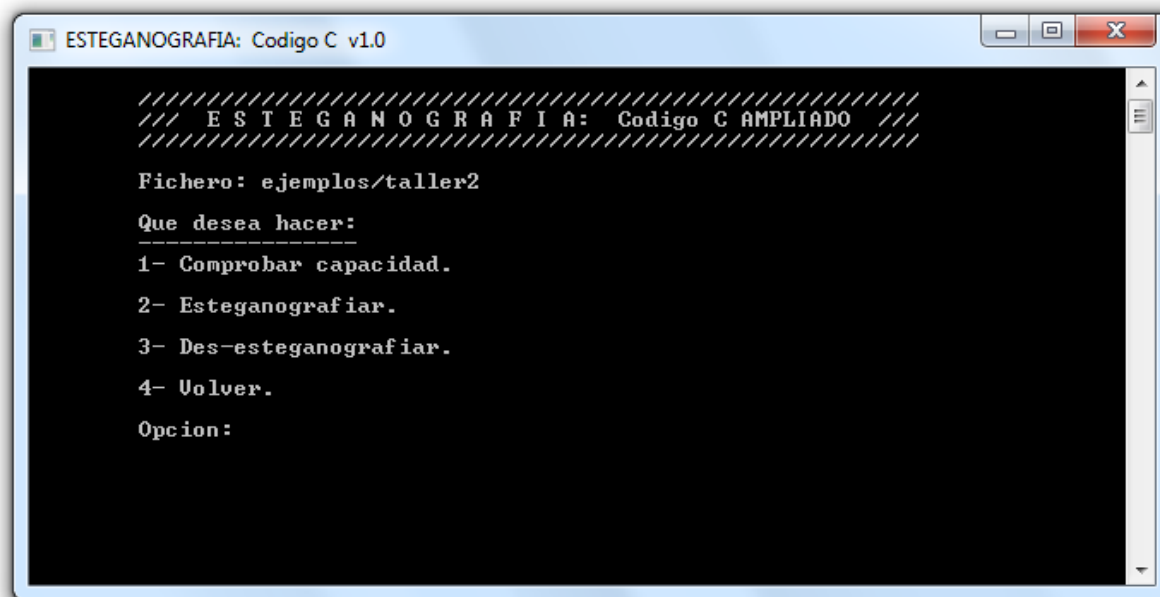 ESTEGANOGRAFIA: Codigo C v1.0
/////////////////////////////////////////////////////////
/// E S T E G A N O G R A F I A: Codigo C AMPLIADO ///
/////////////////////////////////////////////////////////
Fichero: ejemplos/taller2
Que desea hacer:
----------------
1- Comprobar capacidad.
2- Esteganografiar.
3- Des-esteganografiar.
4- Volver.
Opcion: